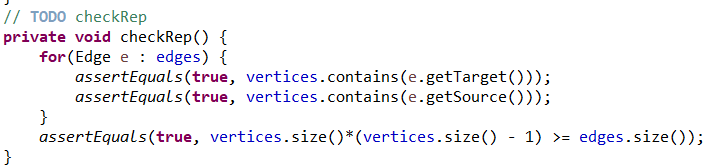 // TODO checkRep
private void checkRep() {
    for(Edge e : edges) {
        assertEquals(true, vertices.contains(e.getTarget()));
        assertEquals(true, vertices.contains(e.getSource()));
    }
    assertEquals(true, vertices.size()*(vertices.size() - 1) >= edges.size());
}